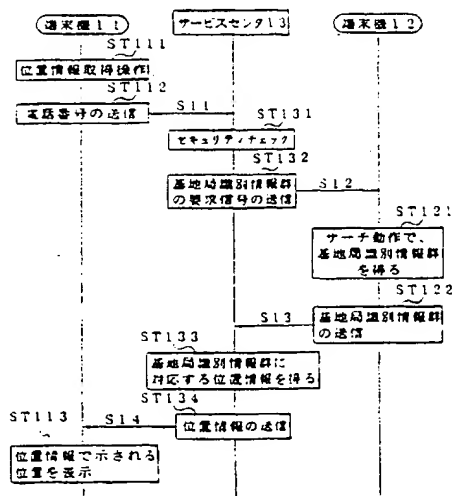 端末機11
サービスセンタ13
端末機12
ST111
位置情報取得操作
ST112
電話番号の送信
S11
ST131
セキュリティチェック
ST132
基地局識別情報群
の要求信号の送信
S12
ST121
サーチ動作で、
基地局識別情報群
を得る
ST122
基地局識別情報群
の送信
S13
ST133
基地局識別情報群に
対応する位置情報を得る
ST134
位置情報の送信
S14
ST113
位置情報で示される
位置を表示